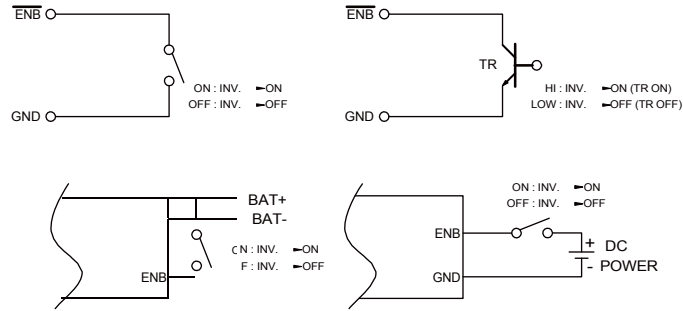 ENB
ON : INV. ►ON
OFF : INV. ►OFF
GND
ENB
TR
HI : INV. ►ON (TR ON)
LOW : INV. ►OFF (TR OFF)
GND
BAT+
BAT-
N : INV. ►ON
F : INV. ►OFF
ENB
ON : INV. ►ON
OFF : INV. ►OFF
ENB
+ DC
- POWER
GND